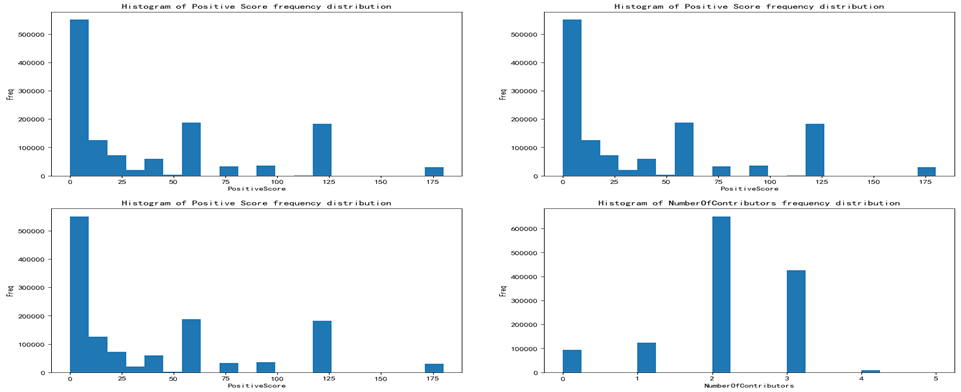 Histogram of Positive Score frequency distribution
500000
400000
300000
200000
100000
0
Freq
0 25 50 75 100 125 150 175
PositiveScore
Histogram of Positive Score frequency distribution
500000
400000
300000
200000
100000
0
Freq
0 25 50 75 100 125 150 175
PositiveScore
Histogram of Positive Score frequency distribution
500000
400000
300000
200000
100000
0
Freq
0 25 50 75 100 125 150 175
PositiveScore
Histogram of NumberOfContributors frequency distribution
600000
500000
400000
300000
200000
100000
0
Freq
0 1 2 3 4 5
NumberOfContributors